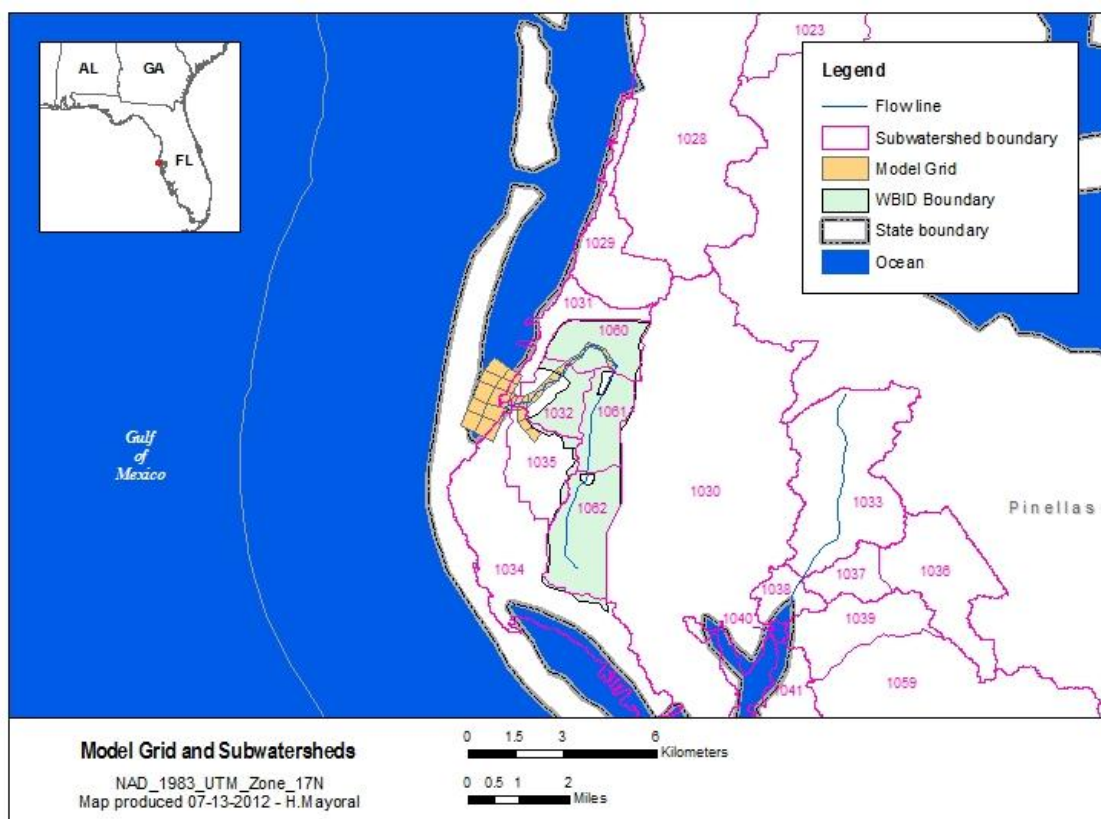 AL
GA
FL
1023
Legend
Flow line
Subwatershed boundary
Model Grid
WBID Boundary
State boundary
Ocean
1028
1029
1031
1060
1032
1061
1035
Gulf
of
Mexico
1030
1062
1033
Pinellas
1034
1037
1036
1038
1040
1039
1041
1059
Model Grid and Subwatersheds
NAD_1983_UTM_Zone_17N
Map produced 07-13-2012 - H.Mayoral
0 1.5 3 6
Kilometers
0 0.5 1 2
Miles